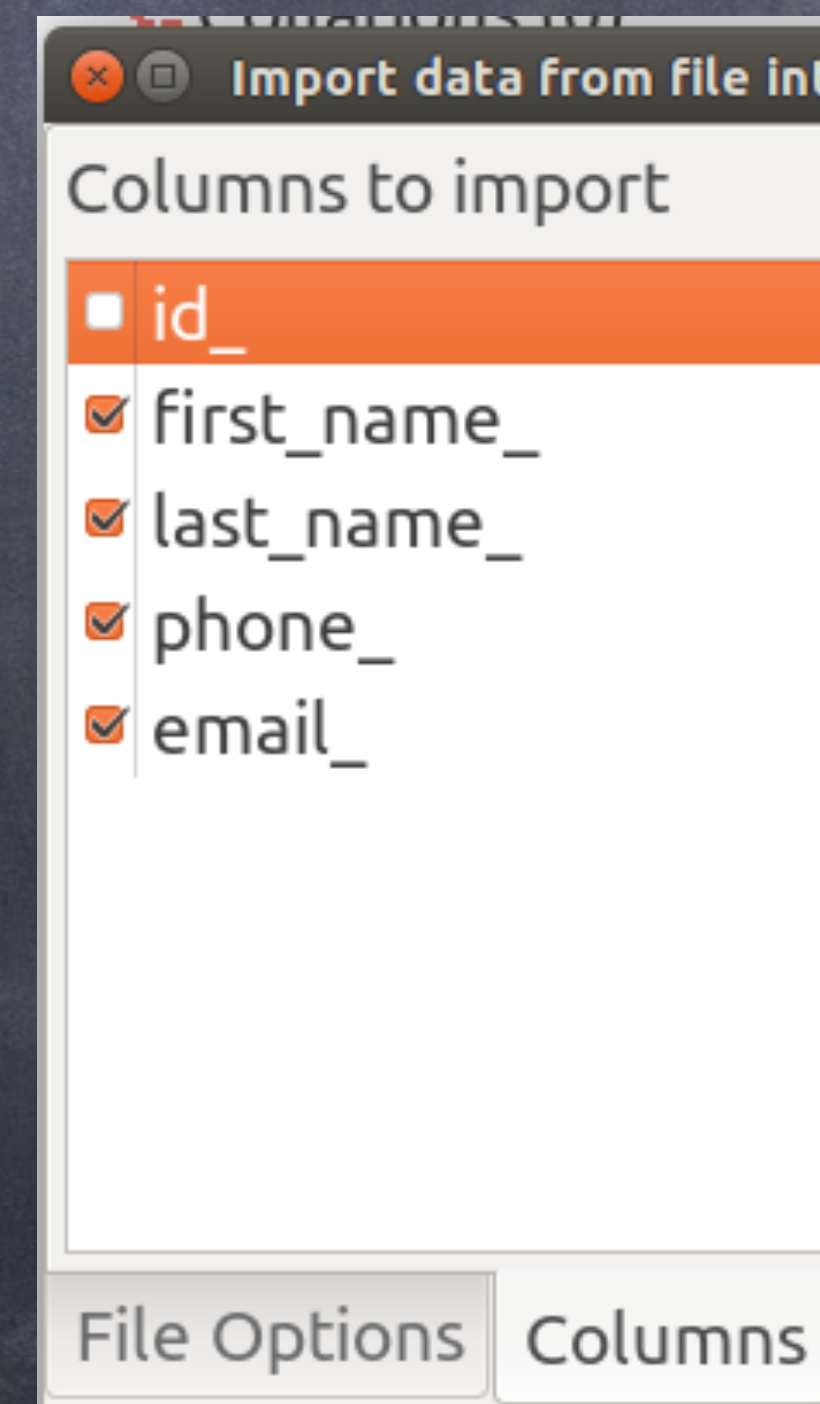 Import data from file int
Columns to import
id_
first_name_
last_name_
phone_
email_
File Options
Columns